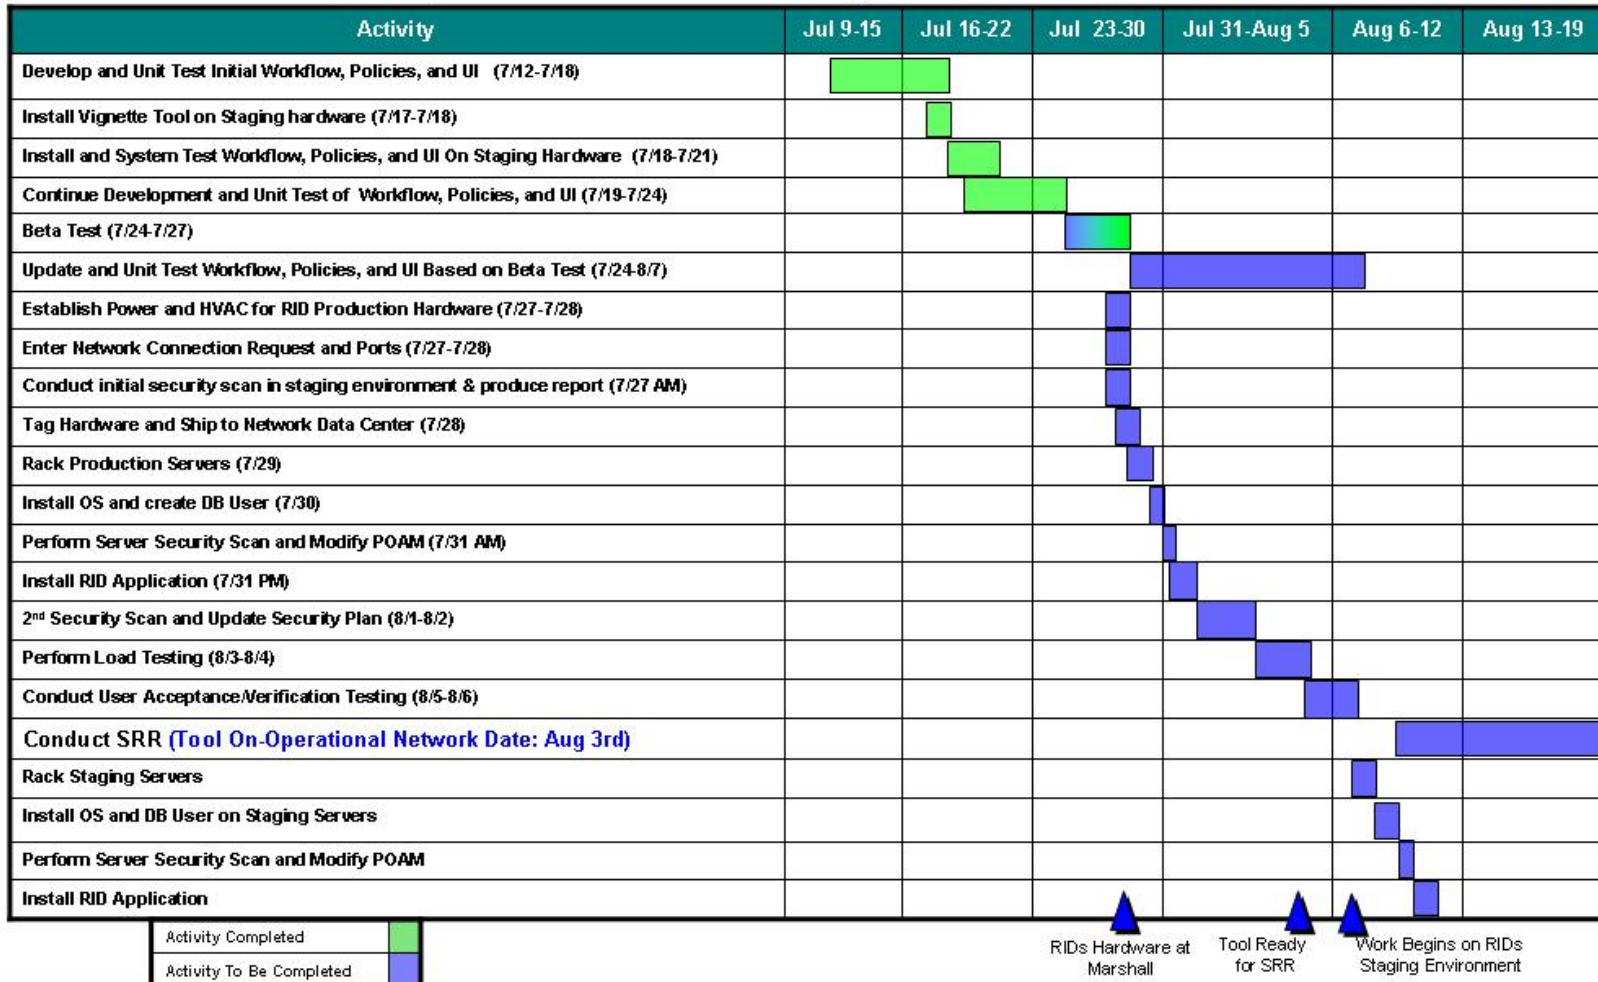 Activity Jul 9-15 Jul 16-22 Jul 23-30 Jul 31-Aug 5 Aug 6-12 Aug 13-19
Develop and Unit Test Initial Workflow, Policies, and UI (7/12-7/18)
Install Vignette Tool on Staging hardware (7/17-7/18)
Install and System Test Workflow, Policies, and UI On Staging Hardware (7/18-7/21)
Continue Development and Unit Test of Workflow, Policies, and UI (7/19-7/24)
Beta Test (7/24-7/27)
Update and Unit Test Workflow, Policies, and UI Based on Beta Test (7/24-8/7)
Establish Power and HVAC for RID Production Hardware (7/27-7/28)
Enter Network Connection Request and Ports (7/27-7/28)
Conduct initial security scan in staging environment & produce report (7/27 AM)
Tag Hardware and Ship to Network Data Center (7/28)
Rack Production Servers (7/29)
Install OS and create DB User (7/30)
Perform Server Security Scan and Modify POAM (7/31 AM)
Install RID Application (7/31 PM)
2nd Security Scan and Update Security Plan (8/1-8/2)
Perform Load Testing (8/3-8/4)
Conduct User Acceptance/Verification Testing (8/5-8/6)
Conduct SRR (Tool On-Operational Network Date: Aug 3rd)
Rack Staging Servers
Install OS and DB User on Staging Servers
Perform Server Security Scan and Modify POAM
Install RID Application
Activity Completed
Activity To Be Completed
RIDs Hardware at
Marshall
Tool Ready
for SRR
Work Begins on RIDs
Staging Environment